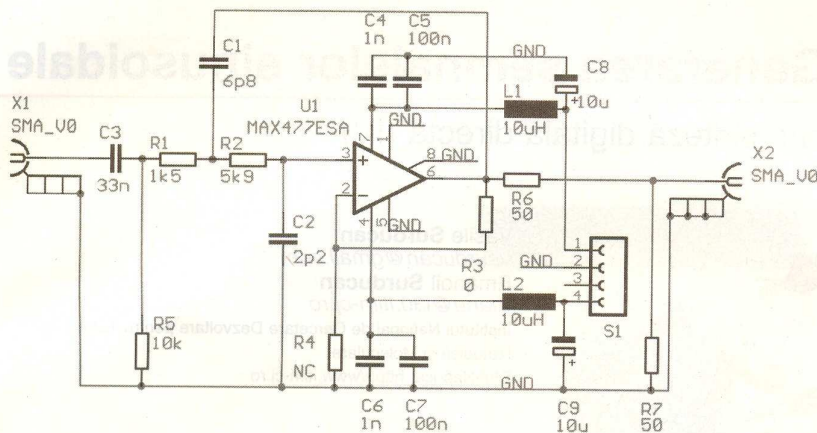 C4 C5
1n 100n
GND
C8
10u
C1
6p8
L1
10uH
GND
X1
SMA_V0
U1
MAX477ESA
C3
33n
R1
1k5
R2
5k9
7 1
3
2
8 GND
6
4 5
GND
X2
SMA_V0
R6
50
C2
2p2
R3
0
GND
1
2
3
4
S1
L2
10uH
R5
10k
R4
NC
GND
C6
1n
C7
100n
C9
10u
R7
50